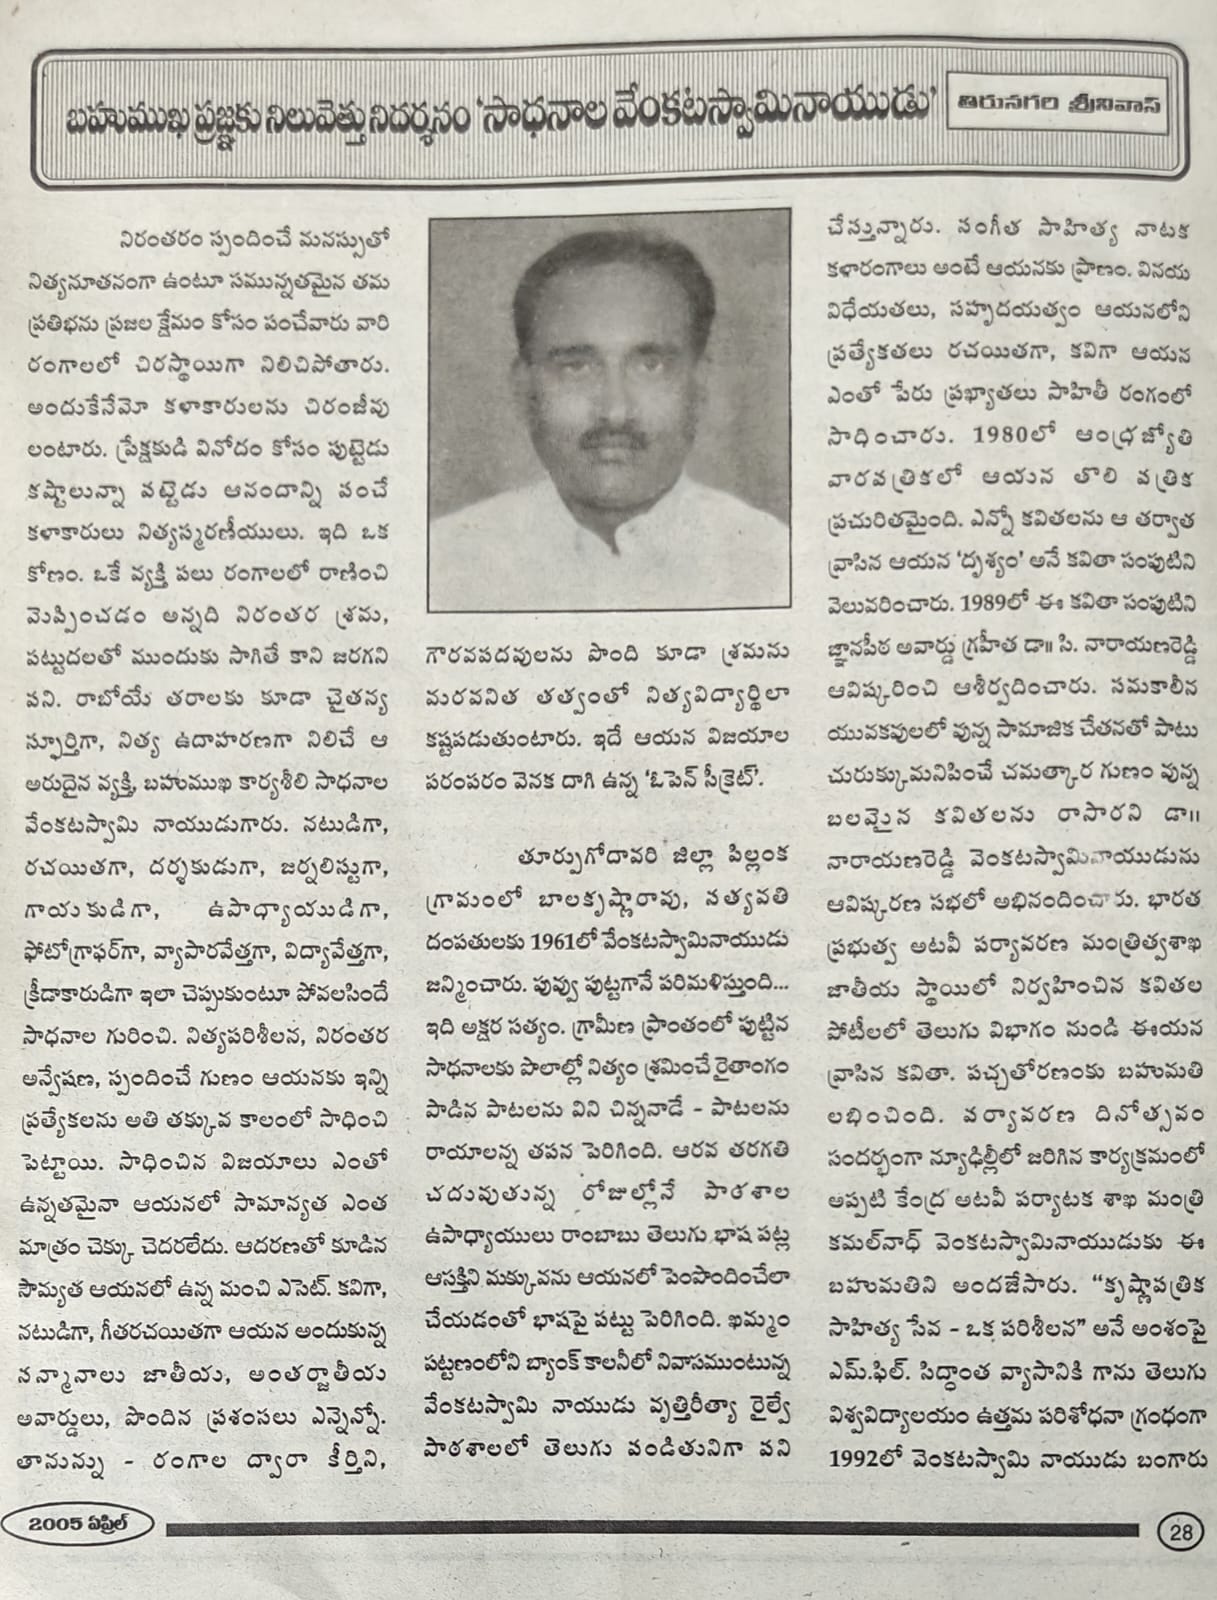 బహుముఖ ప్రజ్ఞకు నిలువెత్తు నిదర్శనం 'సాధనాల వేంకటస్వామినాయుడు'
తిరునగరి శ్రీనివాస్
నిరంతరం స్పందించే మనస్సుతో
నిత్యనూతనంగా ఉంటూ సమున్నతమైన తమ
ప్రతిభను ప్రజల క్షేమం కోసం పంచేవారు వారి
రంగాలలో చిరస్థాయిగా నిలిచిపోతారు.
అందుకేనేమో కళాకారులను చిరంజీవు
లంటారు. ప్రేక్షకుడి వినోదం కోసం పుట్టెడు
కష్టాలున్నా పట్టెడు ఆనందాన్ని పంచే
కళాకారులు నిత్యస్మరణీయులు. ఇది ఒక
కోణం. ఒకే వ్యక్తి పలు రంగాలలో రాణించి
మెప్పించడం అన్నది నిరంతర శ్రమ,
పట్టుదలతో ముందుకు సాగితే కాని జరగని
పని. రాబోయే తరాలకు కూడా చైతన్య
స్ఫూర్తిగా, నిత్య ఉదాహరణగా నిలిచే ఆ
అరుదైన వ్యక్తి, బహుముఖ కార్యశీలి సాధనాల
వేంకటస్వామి నాయుడుగారు. నటుడిగా,
రచయితగా, దర్శకుడుగా, జర్నలిస్టుగా,
గాయకుడిగా, ఉపాధ్యాయుడిగా,
ఫోటోగ్రాఫర్‌గా, వ్యాపారవేత్తగా, విద్యావేత్తగా,
క్రీడాకారుడిగా ఇలా చెప్పుకుంటూ పోవలసిందే
సాధనాల గురించి. నిత్యపరిశీలన, నిరంతర
అన్వేషణ, స్పందించే గుణం ఆయనకు ఇన్ని
ప్రత్యేకలను అతి తక్కువ కాలంలో సాధించి
పెట్టాయి. సాధించిన విజయాలు ఎంతో
ఉన్నతమైనా ఆయనలో సామాన్యత ఎంత
మాత్రం చెక్కు చెదరలేదు. ఆదరణతో కూడిన
సౌమ్యత ఆయనలో ఉన్న మంచి ఎసెట్. కవిగా,
నటుడిగా, గీతరచయితగా ఆయన అందుకున్న
సన్మానాలు జాతీయ, అంతర్జాతీయ
అవార్డులు, పొందిన ప్రశంసలు ఎన్నెన్నో.
తానున్న - రంగాల ద్వారా కీర్తిని,
గౌరవపదవులను పొంది కూడా శ్రమను
మరవనిత తత్వంతో నిత్యవిద్యార్థిలా
కష్టపడుతుంటారు. ఇదే ఆయన విజయాల
పరంపరం వెనక దాగి ఉన్న 'ఓపెన్ సీక్రెట్'.
తూర్పుగోదావరి జిల్లా పిల్లంక
గ్రామంలో బాలకృష్ణారావు, సత్యవతి
దంపతులకు 1961లో వేంకటస్వామినాయుడు
జన్మించారు. పువ్వు పుట్టగానే పరిమళిస్తుంది...
ఇది అక్షర సత్యం. గ్రామీణ ప్రాంతంలో పుట్టిన
సాధనాలకు పొలాల్లో నిత్యం శ్రమించే రైతాంగం
పాడిన పాటలను విని చిన్ననాడే - పాటలను
రాయాలన్న తపన పెరిగింది. ఆరవ తరగతి
చదువుతున్న రోజుల్లోనే పాఠశాల
ఉపాధ్యాయులు రాంబాబు తెలుగు భాష పట్ల
ఆసక్తిని మక్కువను ఆయనలో పెంపొందించేలా
చేయడంతో భాషపై పట్టు పెరిగింది. ఖమ్మం
పట్టణంలోని బ్యాంక్ కాలనీలో నివాసముంటున్న
వేంకటస్వామి నాయుడు వృత్తిరీత్యా రైల్వే
పాఠశాలలో తెలుగు పండితునిగా పని
చేస్తున్నారు. సంగీత సాహిత్య నాటక
కళారంగాలు అంటే ఆయనకు ప్రాణం. వినయ
విధేయతలు, సహృదయత్వం ఆయనలోని
ప్రత్యేకతలు రచయితగా, కవిగా ఆయన
ఎంతో పేరు ప్రఖ్యాతలు సాహితీ రంగంలో
సాధించారు. 1980లో ఆంధ్రజ్యోతి
వారపత్రికలో ఆయన తొలి పత్రిక
ప్రచురితమైంది. ఎన్నో కవితలను ఆ తర్వాత
వ్రాసిన ఆయన 'దృశ్యం' అనే కవితా సంపుటిని
వెలువరించారు. 1989లో ఈ కవితా సంపుటిని
జ్ఞానపీఠ అవార్డు గ్రహీత డా॥ సి. నారాయణరెడ్డి
ఆవిష్కరించి ఆశీర్వదించారు. సమకాలీన
యువకవులలో వున్న సామాజిక చేతనతో పాటు
చురుక్కుమనిపించే చమత్కార గుణం వున్న
బలమైన కవితలను రాసారని డా॥
నారాయణరెడ్డి వెంకటస్వామినాయుడును
ఆవిష్కరణ సభలో అభినందించారు. భారత
ప్రభుత్వ అటవీ పర్యావరణ మంత్రిత్వశాఖ
జాతీయ స్థాయిలో నిర్వహించిన కవితల
పోటీలలో తెలుగు విభాగం నుండి ఈయన
వ్రాసిన కవితా. పచ్చతోరణంకు బహుమతి
లభించింది. పర్యావరణ దినోత్సవం
సందర్భంగా న్యూఢిల్లీలో జరిగిన కార్యక్రమంలో
అప్పటి కేంద్ర అటవీ పర్యాటక శాఖ మంత్రి
కమల్‌నాధ్ వెంకటస్వామినాయుడుకు ఈ
బహుమతిని అందజేసారు. "కృష్ణాపత్రిక
సాహిత్య సేవ - ఒక పరిశీలన" అనే అంశంపై
ఎమ్.ఫిల్. సిద్ధాంత వ్యాసానికి గాను తెలుగు
విశ్వవిద్యాలయం ఉత్తమ పరిశోధనా గ్రంథంగా
1992లో వెంకటస్వామి నాయుడు బంగారు
2005 ఏప్రిల్
28